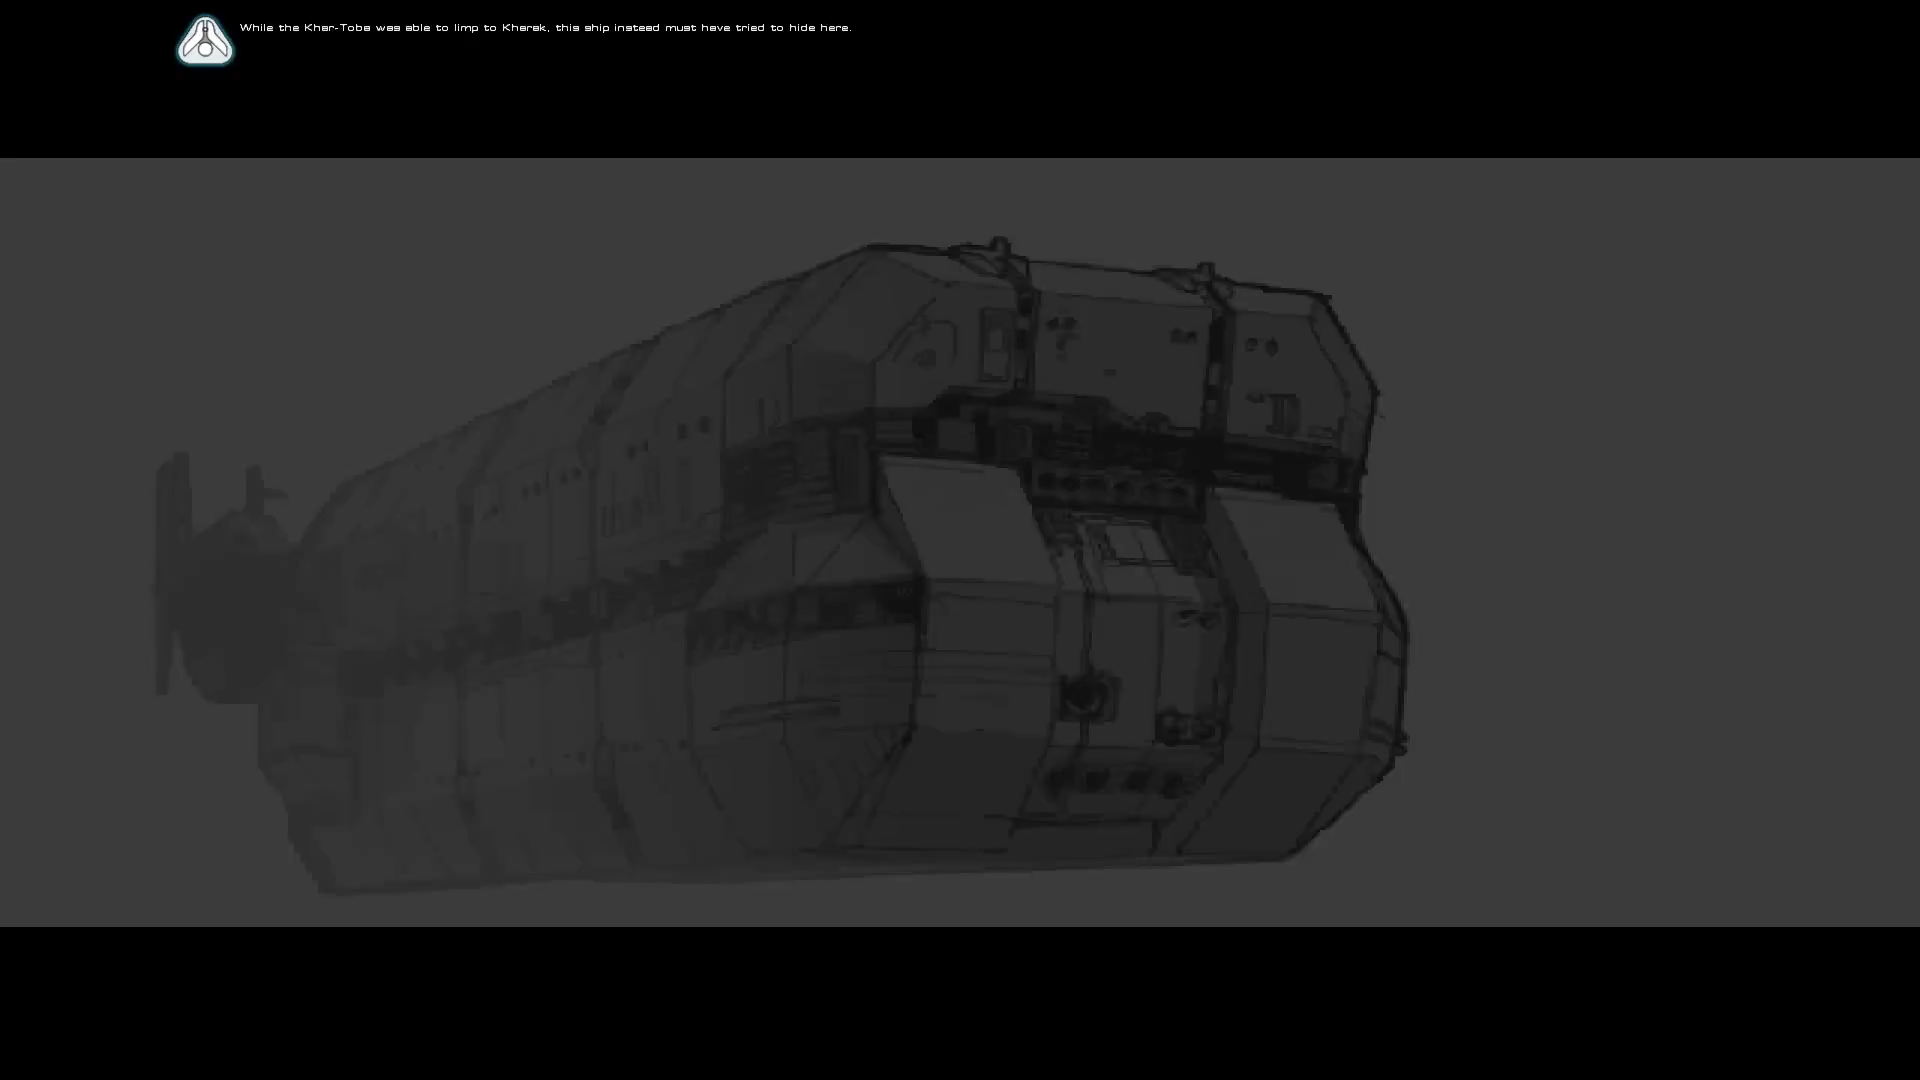 While the Khar-Toba was able to limp to Kharak, this ship instead must have tried to hide here.